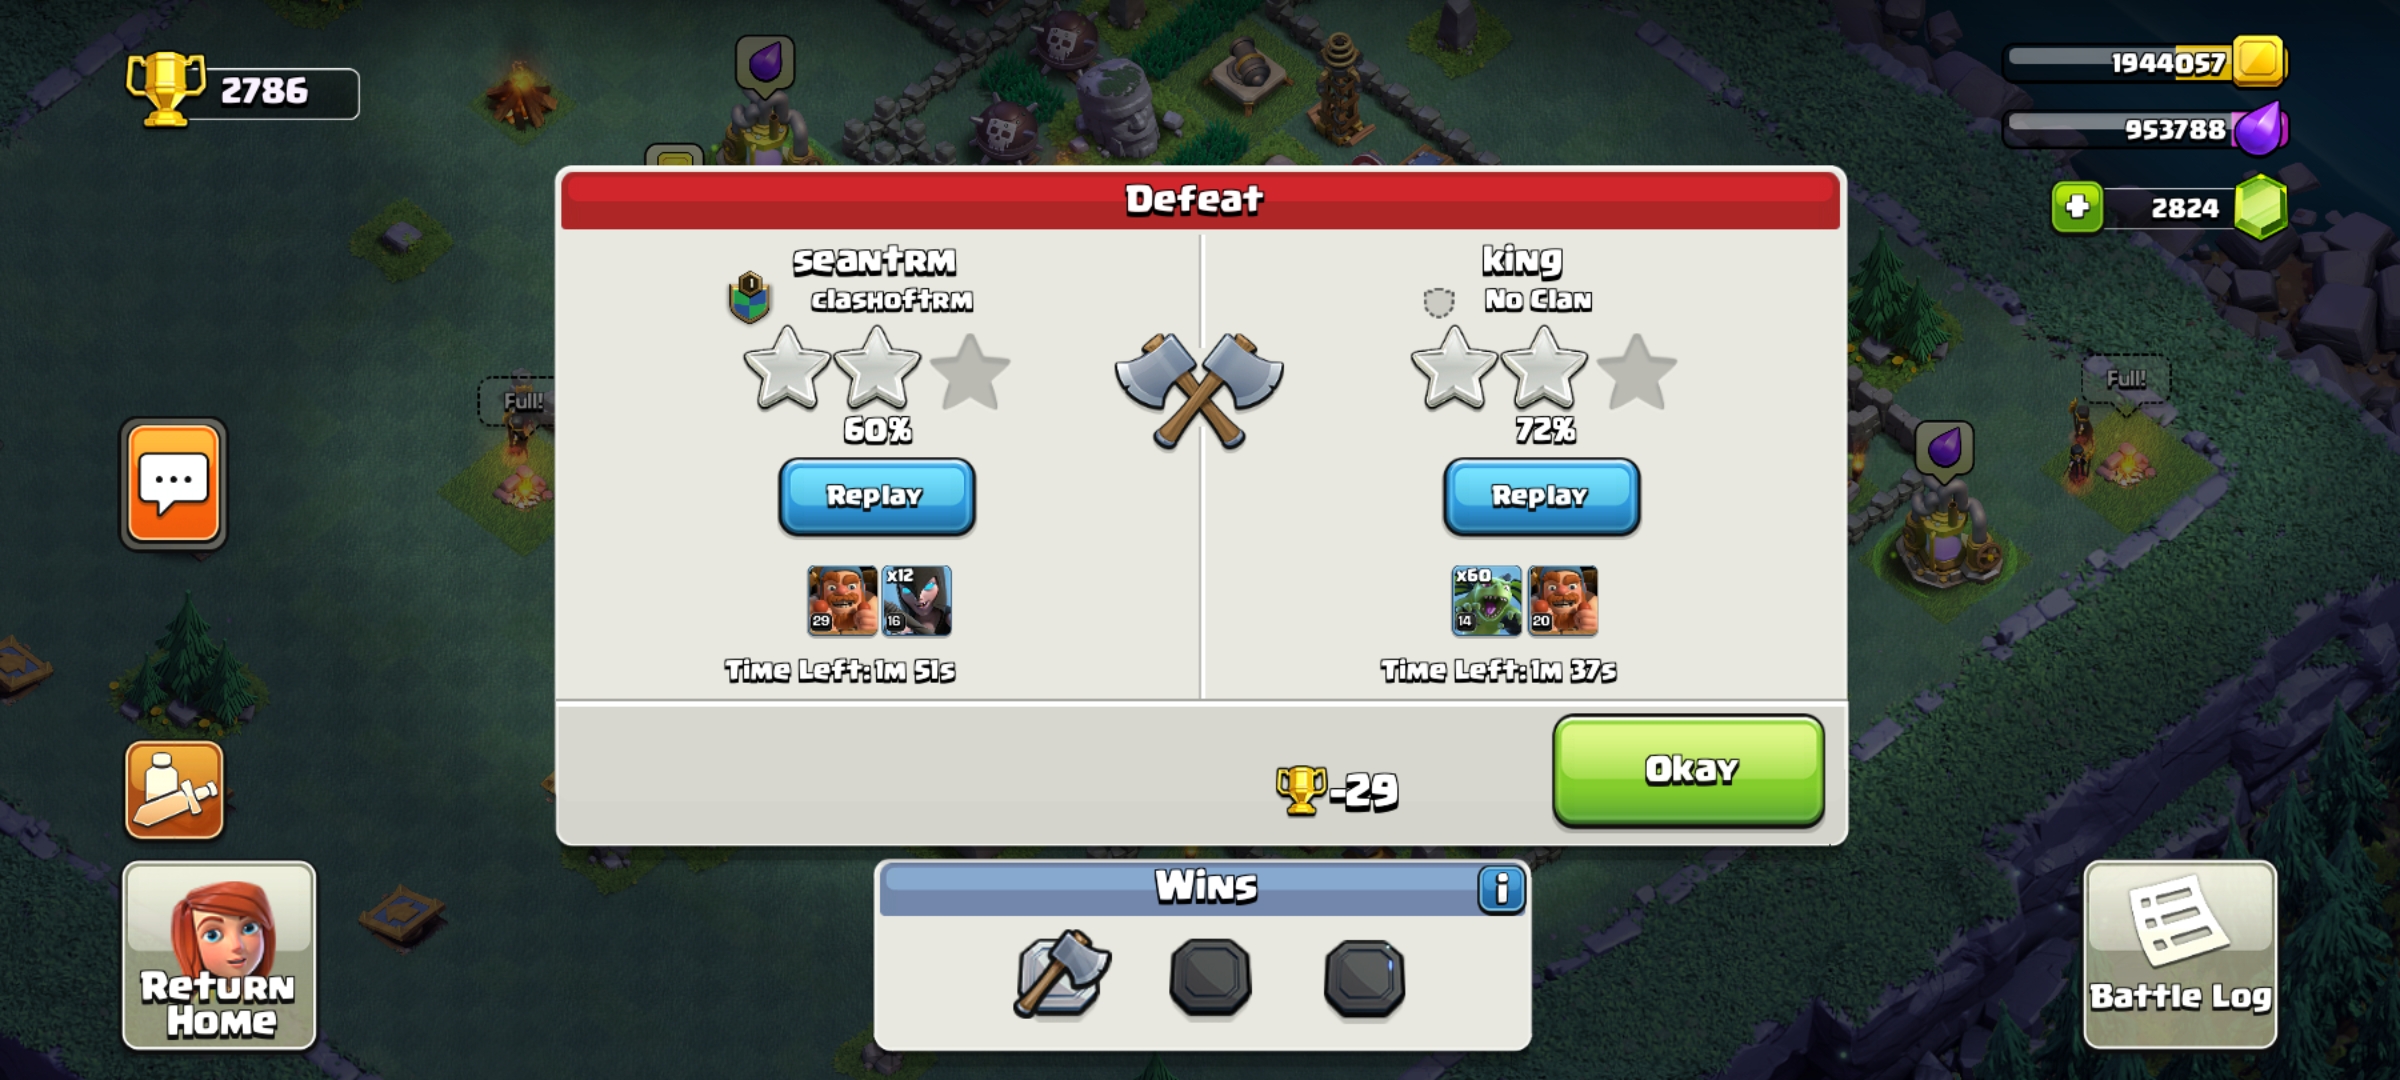 2786
1944057
953788
2824
Defeat
seantrm
clashoftrm
60%
Replay
29
x12
16
Time Left: 1m 51s
king
No Clan
72%
Replay
x60
14
20
Time Left: 1m 37s
Full!
Full!
-29
Okay
Wins
i
1
Return
Home
Battle Log